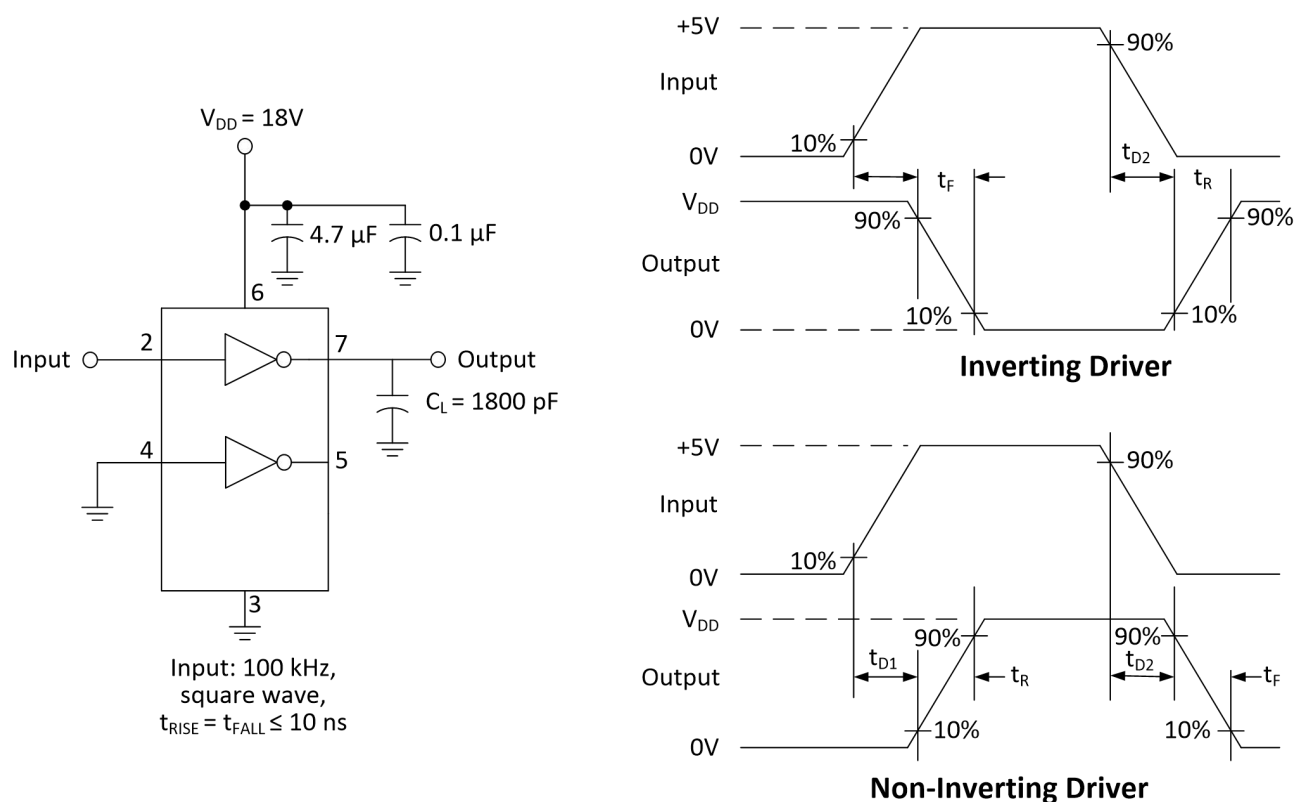 V_DD = 18V
4.7 µF
0.1 µF
6
Input
2
7
Output
C_L = 1800 pF
4
5
3
Input: 100 kHz,
square wave,
t_RISE = t_FALL ≤ 10 ns
+5V
90%
Input
10%
0V
t_D2
t_F
t_R
V_DD
90%
90%
Output
10%
10%
0V
Inverting Driver
+5V
90%
Input
10%
0V
V_DD
90%
90%
t_D1
t_D2
Output
t_R
t_F
10%
10%
0V
Non-Inverting Driver